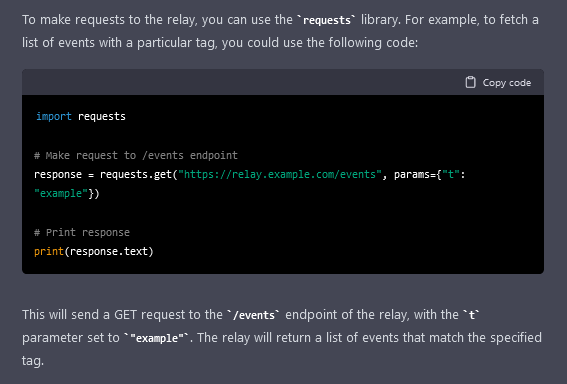 To make requests to the relay, you can use the `requests` library. For example, to fetch a
list of events with a particular tag, you could use the following code:
Copy code
import requests
# Make request to /events endpoint
response = requests.get("https://relay.example.com/events", params={"t":
"example"})
# Print response
print(response.text)
This will send a GET request to the `/events` endpoint of the relay, with the `t`
parameter set to `"example"`. The relay will return a list of events that match the specified
tag.